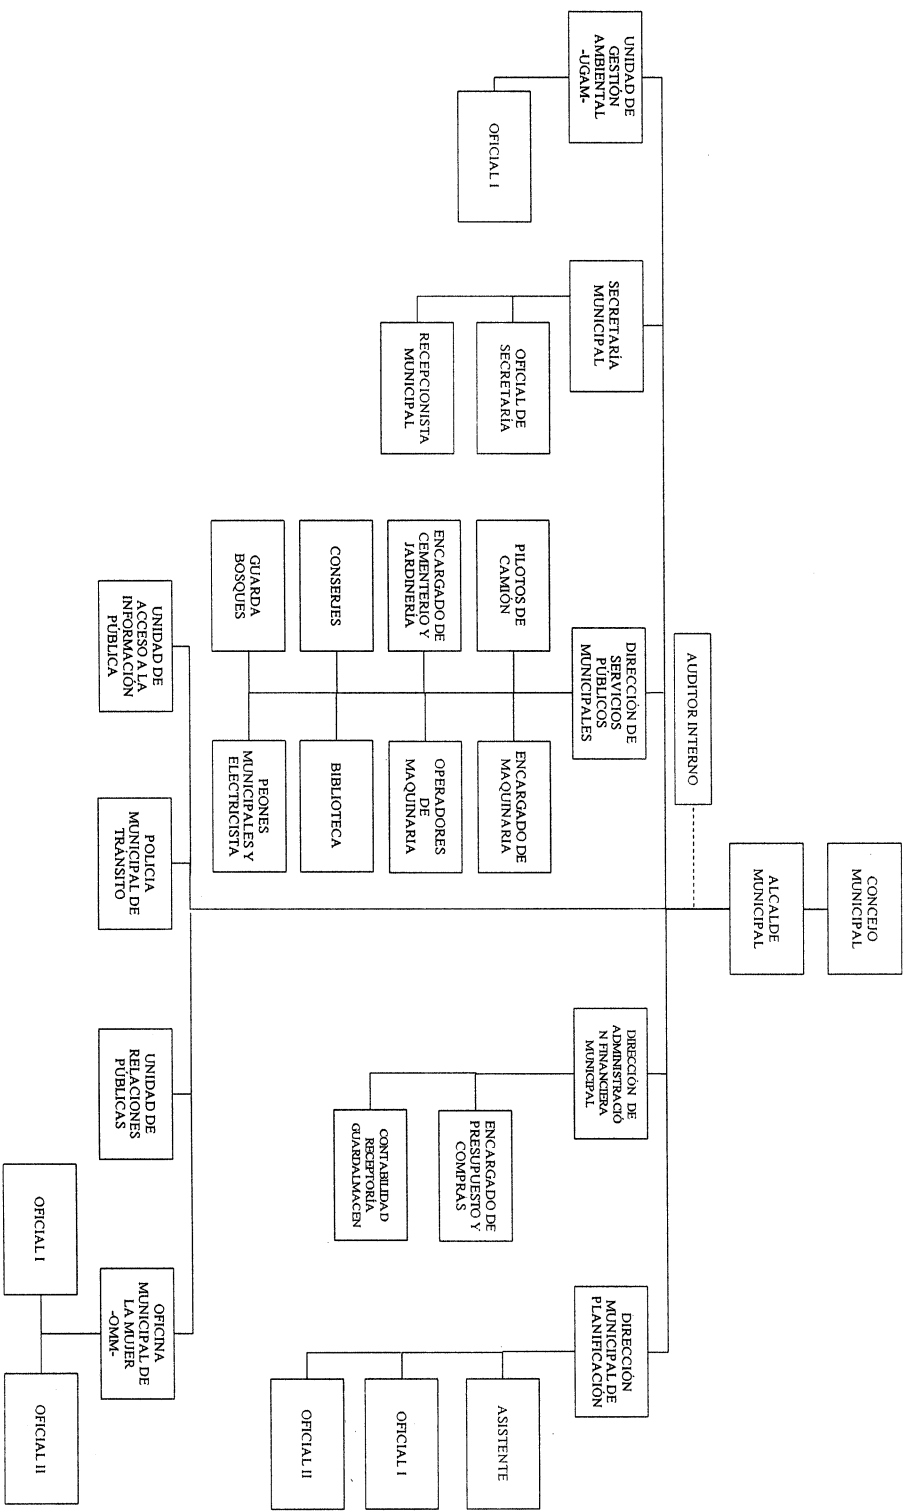 CONCEJO
MUNICIPAL
ALCALDE
MUNICIPAL
AUDITOR INTERNO
UNIDAD DE
GESTIÓN
AMBIENTAL
-UGAM-
OFICIAL I
SECRETARÍA
MUNICIPAL
OFICIAL DE
SECRETARÍA
RECEPCIONISTA
MUNICIPAL
DIRECCIÓN DE
SERVICIOS
PÚBLICOS
MUNICIPALES
PILOTOS DE
CAMIÓN
ENCARGADO DE
MAQUINARIA
ENCARGADO DE
CEMENTERIO Y
JARDINERÍA
OPERADORES
DE
MAQUINARIA
CONSERJES
BIBLIOTECA
GUARDA
BOSQUES
PEONES
MUNICIPALES Y
ELECTRICISTA
DIRECCIÓN DE
ADMINISTRACIÓ
N FINANCIERA
MUNICIPAL
ENCARGADO DE
PRESUPUESTO Y
COMPRAS
CONTABILIDAD
RECEPTORÍA
GUARDALMACEN
DIRECCIÓN
MUNICIPAL DE
PLANIFICACIÓN
ASISTENTE
OFICIAL I
OFICIAL II
UNIDAD DE
ACCESO A LA
INFORMACIÓN
PÚBLICA
POLICIA
MUNICIPAL DE
TRÁNSITO
UNIDAD DE
RELACIONES
PÚBLICAS
OFICINA
MUNICIPAL DE
LA MUJER
-OMM-
OFICIAL I
OFICIAL II